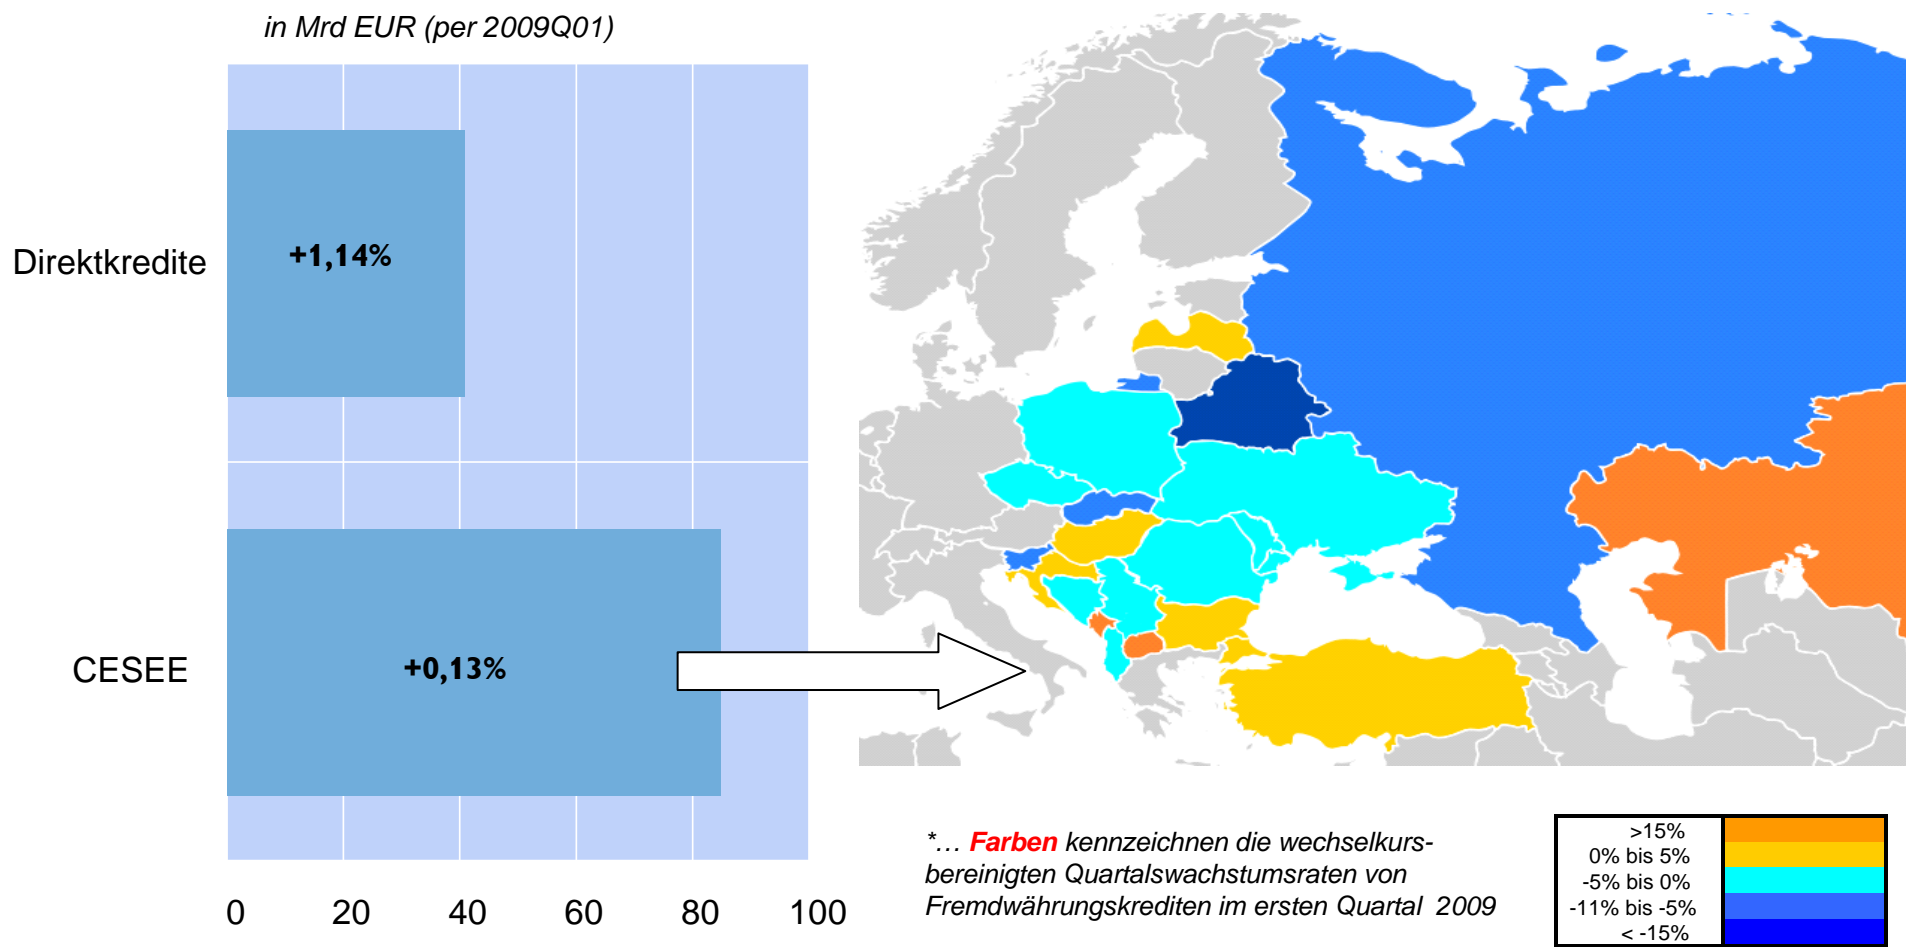 in Mrd EUR (per 2009Q01)
Direktkredite
+1,14%
CESEE
+0,13%
0 20 40 60 80 100
*… Farben kennzeichnen die wechselkurs-
bereinigten Quartalswachstumsraten von
Fremdwährungskrediten im ersten Quartal 2009
>15%
0% bis 5%
-5% bis 0%
-11% bis -5%
< -15%